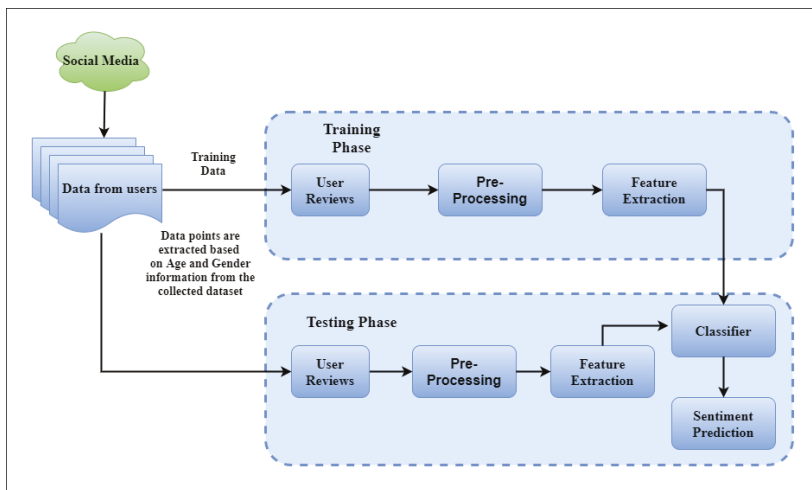 Social Media
Data from users
Training
Data
Data points are
extracted based
on Age and Gender
information from the
collected dataset
Training
Phase
User
Reviews
Pre-
Processing
Feature
Extraction
Testing Phase
User
Reviews
Pre-
Processing
Feature
Extraction
Classifier
Sentiment
Prediction